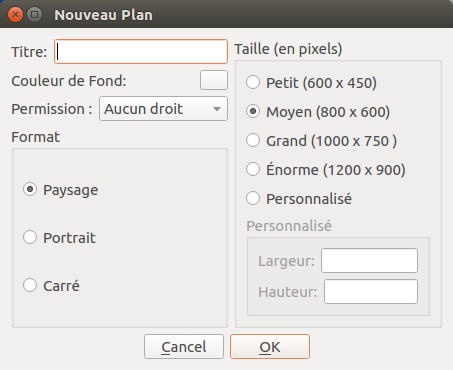 Nouveau Plan
Titre:
Couleur de Fond:
Permission : Aucun droit
Format
Paysage
Portrait
Carré
Taille (en pixels)
Petit (600 x 450)
Moyen (800 x 600)
Grand (1000 x 750 )
Énorme (1200 x 900)
Personnalisé
Personnalisé
Largeur:
Hauteur:
Cancel
OK